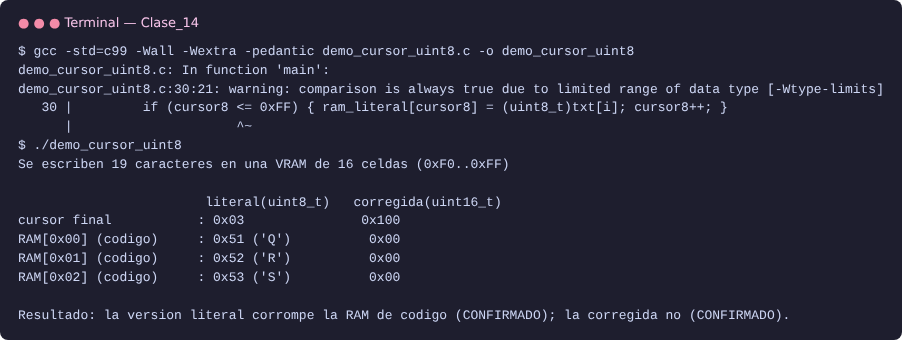 Terminal — Clase_14
$ gcc -std=c99 -Wall -Wextra -pedantic demo_cursor_uint8.c -o demo_cursor_uint8
demo_cursor_uint8.c: In function 'main':
demo_cursor_uint8.c:30:21: warning: comparison is always true due to limited range of data type [-Wtype-limits]
   30 |         if (cursor8 <= 0xFF) { ram_literal[cursor8] = (uint8_t)txt[i]; cursor8++; }
      |                     ^~
$ ./demo_cursor_uint8
Se escriben 19 caracteres en una VRAM de 16 celdas (0xF0..0xFF)
                        literal(uint8_t)   corregida(uint16_t)
cursor final           : 0x03               0x100
RAM[0x00] (codigo)     : 0x51 ('Q')          0x00
RAM[0x01] (codigo)     : 0x52 ('R')          0x00
RAM[0x02] (codigo)     : 0x53 ('S')          0x00
Resultado: la version literal corrompe la RAM de codigo (CONFIRMADO); la corregida no (CONFIRMADO).